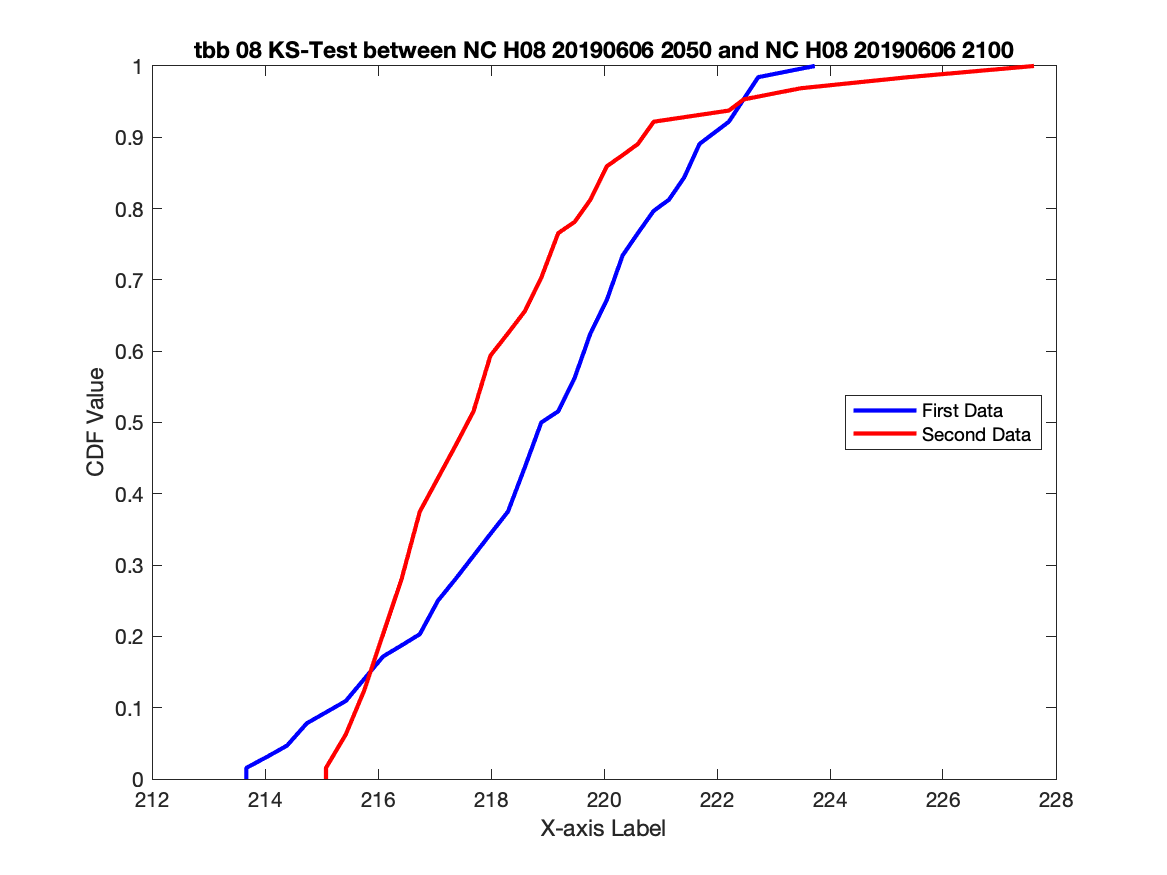 tbb 08 KS-Test between NC H08 20190606 2050 and NC H08 20190606 2100
1
0.9
0.8
0.7
0.6
0.5
0.4
0.3
0.2
0.1
0
CDF Value
First Data
Second Data
212 214 216 218 220 222 224 226 228
X-axis Label